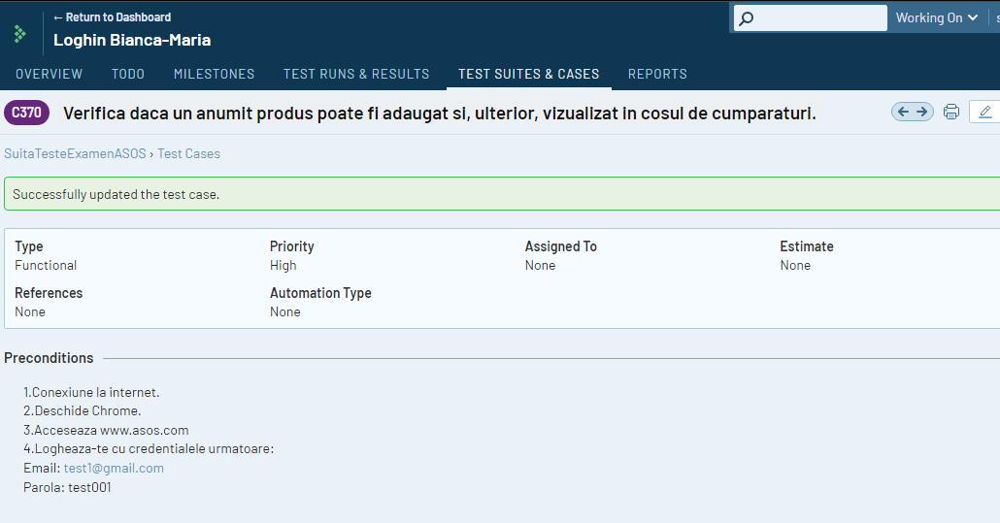 ← Return to Dashboard
Loghin Bianca-Maria
Working On
OVERVIEW TODO MILESTONES TEST RUNS & RESULTS TEST SUITES & CASES REPORTS
C370 Verifica daca un anumit produs poate fi adaugat si, ulterior, vizualizat in cosul de cumparaturi.
SuitaTesteExamenASOS › Test Cases
Successfully updated the test case.
Type Priority Assigned To Estimate
Functional High None None
References Automation Type
None None
Preconditions
1.Conexiune la internet.
2.Deschide Chrome.
3.Acceseaza www.asos.com
4.Logheaza-te cu credentialele urmatoare:
Email: test1@gmail.com
Parola: test001